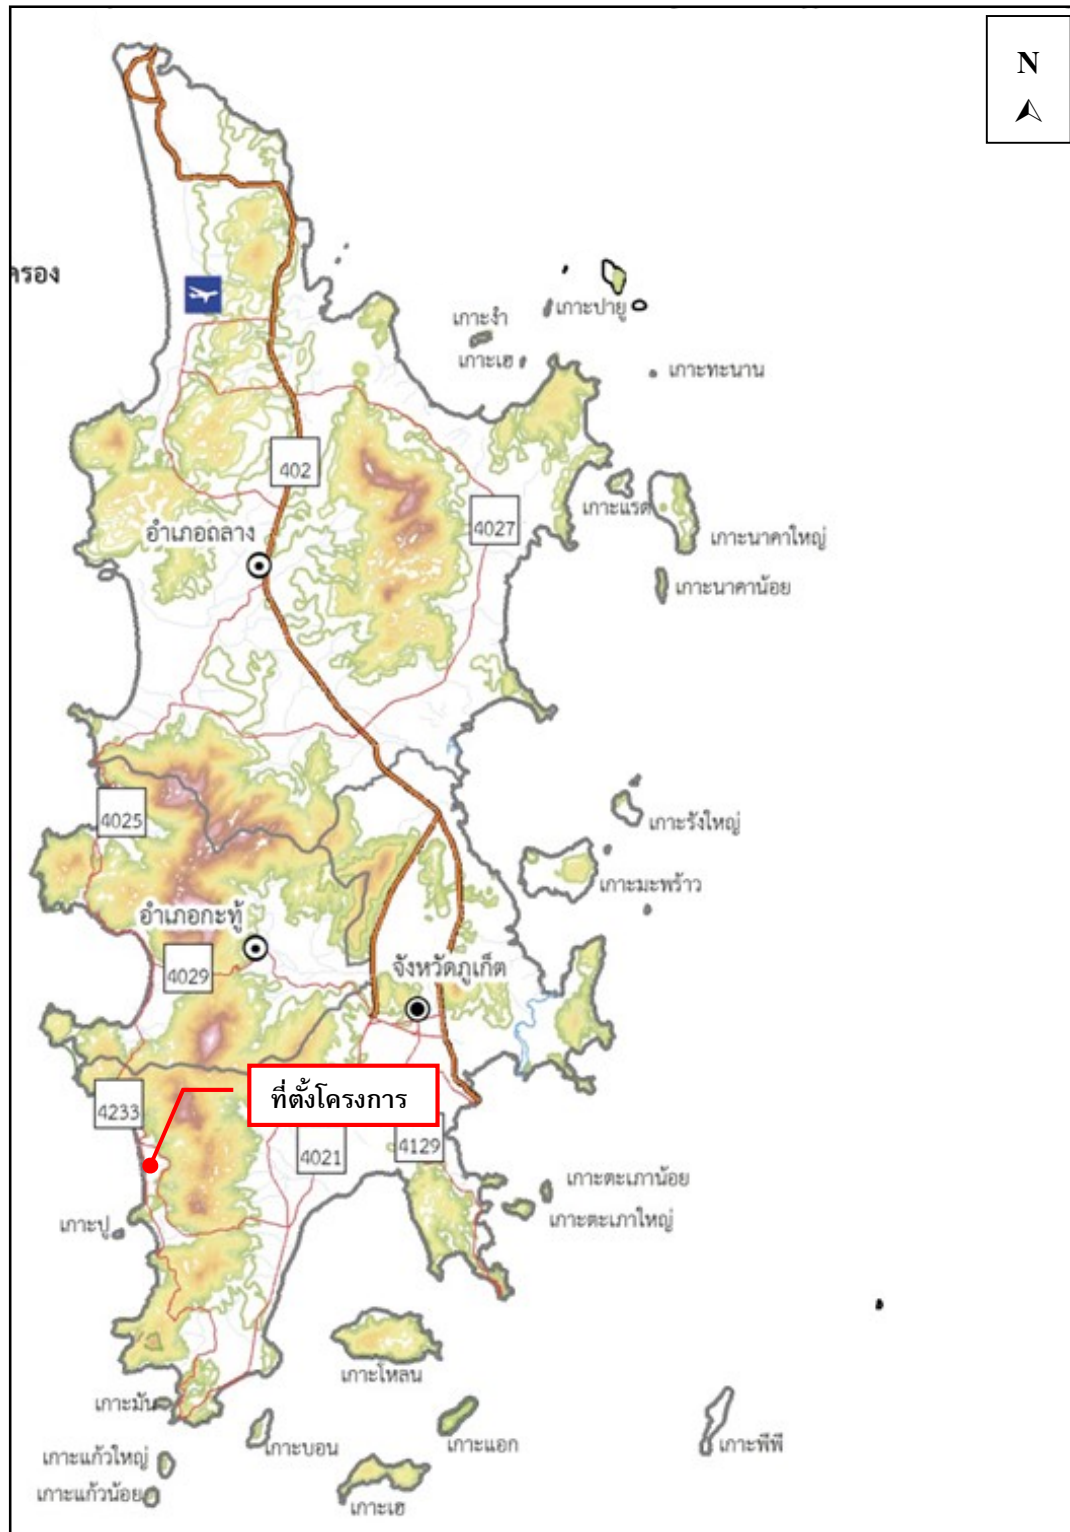 N
ครอง
เกาะปายู
เกาะงำ
เกาะเฮ
เกาะทะนาน
402
4027
เกาะแรด
อำเภอถลาง
เกาะนาคาใหญ่
เกาะนาคาน้อย
4025
เกาะรังใหญ่
เกาะมะพร้าว
อำเภอกะทู้
4029
จังหวัดภูเก็ต
ที่ตั้งโครงการ
4233
4021
4129
เกาะตะเภาน้อย
เกาะตะเภาใหญ่
เกาะปู
เกาะโหลน
เกาะมัน
เกาะบอน
เกาะแอก
เกาะพีพี
เกาะแก้วใหญ่
เกาะแก้วน้อย
เกาะเฮ